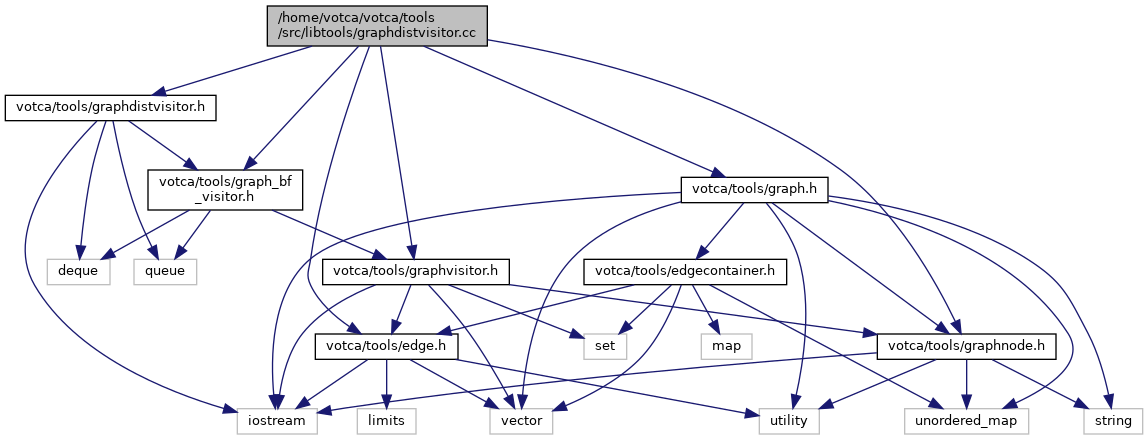 /home/votca/votca/tools
/src/libtools/graphdistvisitor.cc
votca/tools/graphdistvisitor.h
votca/tools/graph_bf
_visitor.h
votca/tools/graph.h
deque
queue
votca/tools/graphvisitor.h
votca/tools/edgecontainer.h
votca/tools/edge.h
set
map
votca/tools/graphnode.h
iostream
limits
vector
utility
unordered_map
string